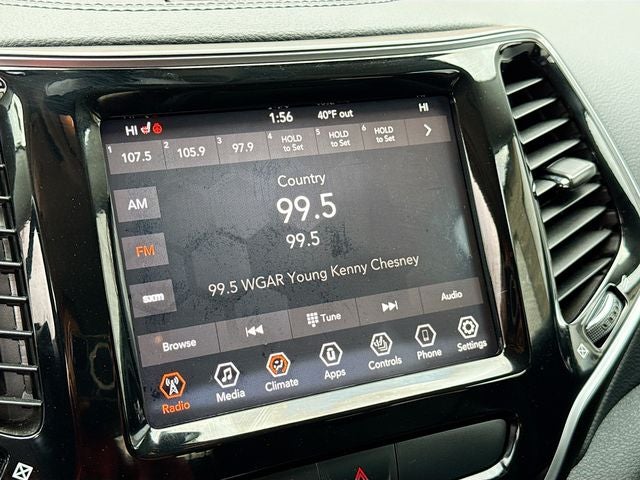 HI 1:56 40°F out HI
1 107.5 2 105.9 3 97.9 4 HOLD to Set 5 HOLD to Set 6 HOLD to Set
Country
AM
99.5
99.5
FM
99.5 WGAR Young Kenny Chesney
sxm
Browse Tune Audio
Radio Media Climate Apps Controls Phone Settings